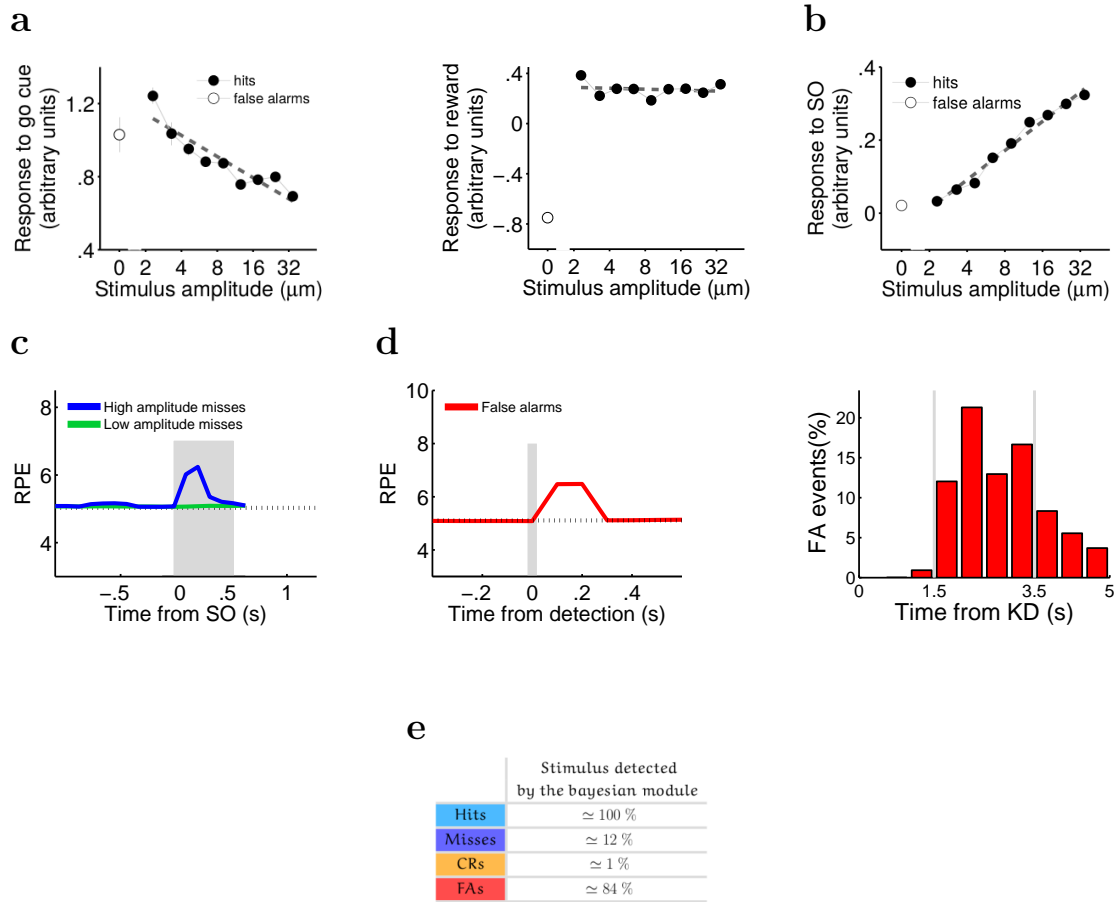 a
Response to go cue
(arbitrary units)
1.2
.8
.4
hits
false alarms
0 2 4 8 16 32
Stimulus amplitude (μm)
Response to reward
(arbitrary units)
.4
0
−.4
−.8
0 2 4 8 16 32
Stimulus amplitude (μm)
b
Response to SO
(arbitrary units)
.4
.2
0
hits
false alarms
0 2 4 8 16 32
Stimulus amplitude (μm)
c
RPE
8
6
4
High amplitude misses
Low amplitude misses
−.5 0 .5 1
Time from SO (s)
d
RPE
10
8
6
4
False alarms
−.2 0 .2 .4
Time from detection (s)
FA events(%)
20
15
10
5
0
0 1.5 3.5 5
Time from KD (s)
e
Stimulus detected
by the bayesian module
Hits ≃ 100 %
Misses ≃ 12 %
CRs ≃ 1 %
FAs ≃ 84 %